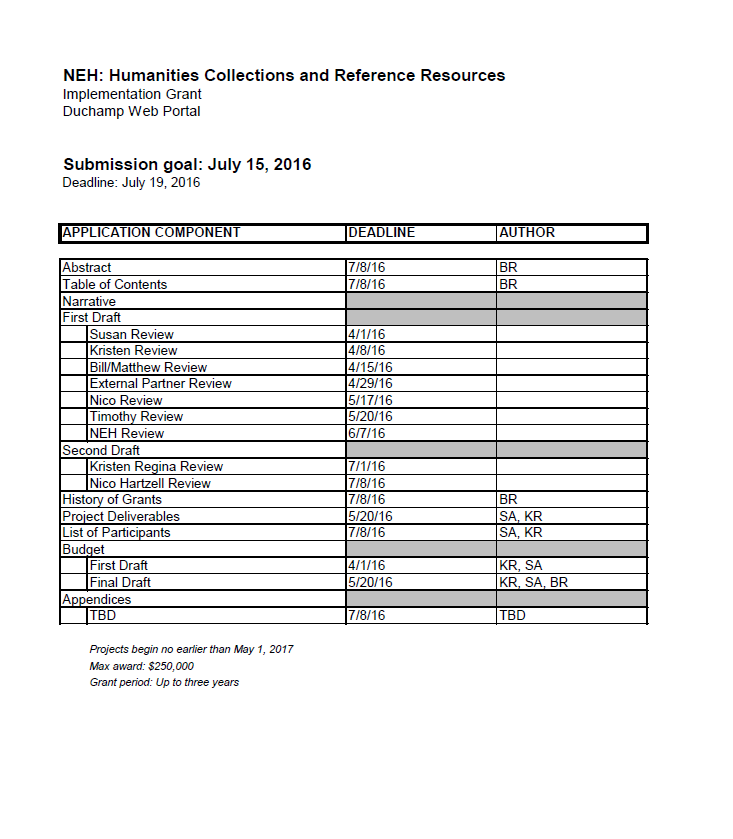 NEH: Humanities Collections and Reference Resources
Implementation Grant
Duchamp Web Portal
Submission goal: July 15, 2016
Deadline: July 19, 2016
APPLICATION COMPONENT DEADLINE AUTHOR
Abstract 7/8/16 BR
Table of Contents 7/8/16 BR
Narrative
First Draft
Susan Review 4/1/16
Kristen Review 4/8/16
Bill/Matthew Review 4/15/16
External Partner Review 4/29/16
Nico Review 5/17/16
Timothy Review 5/20/16
NEH Review 6/7/16
Second Draft
Kristen Regina Review 7/1/16
Nico Hartzell Review 7/8/16
History of Grants 7/8/16 BR
Project Deliverables 5/20/16 SA, KR
List of Participants 7/8/16 SA, KR
Budget
First Draft 4/1/16 KR, SA
Final Draft 5/20/16 KR, SA, BR
Appendices
TBD 7/8/16 TBD
Projects begin no earlier than May 1, 2017
Max award: $250,000
Grant period: Up to three years